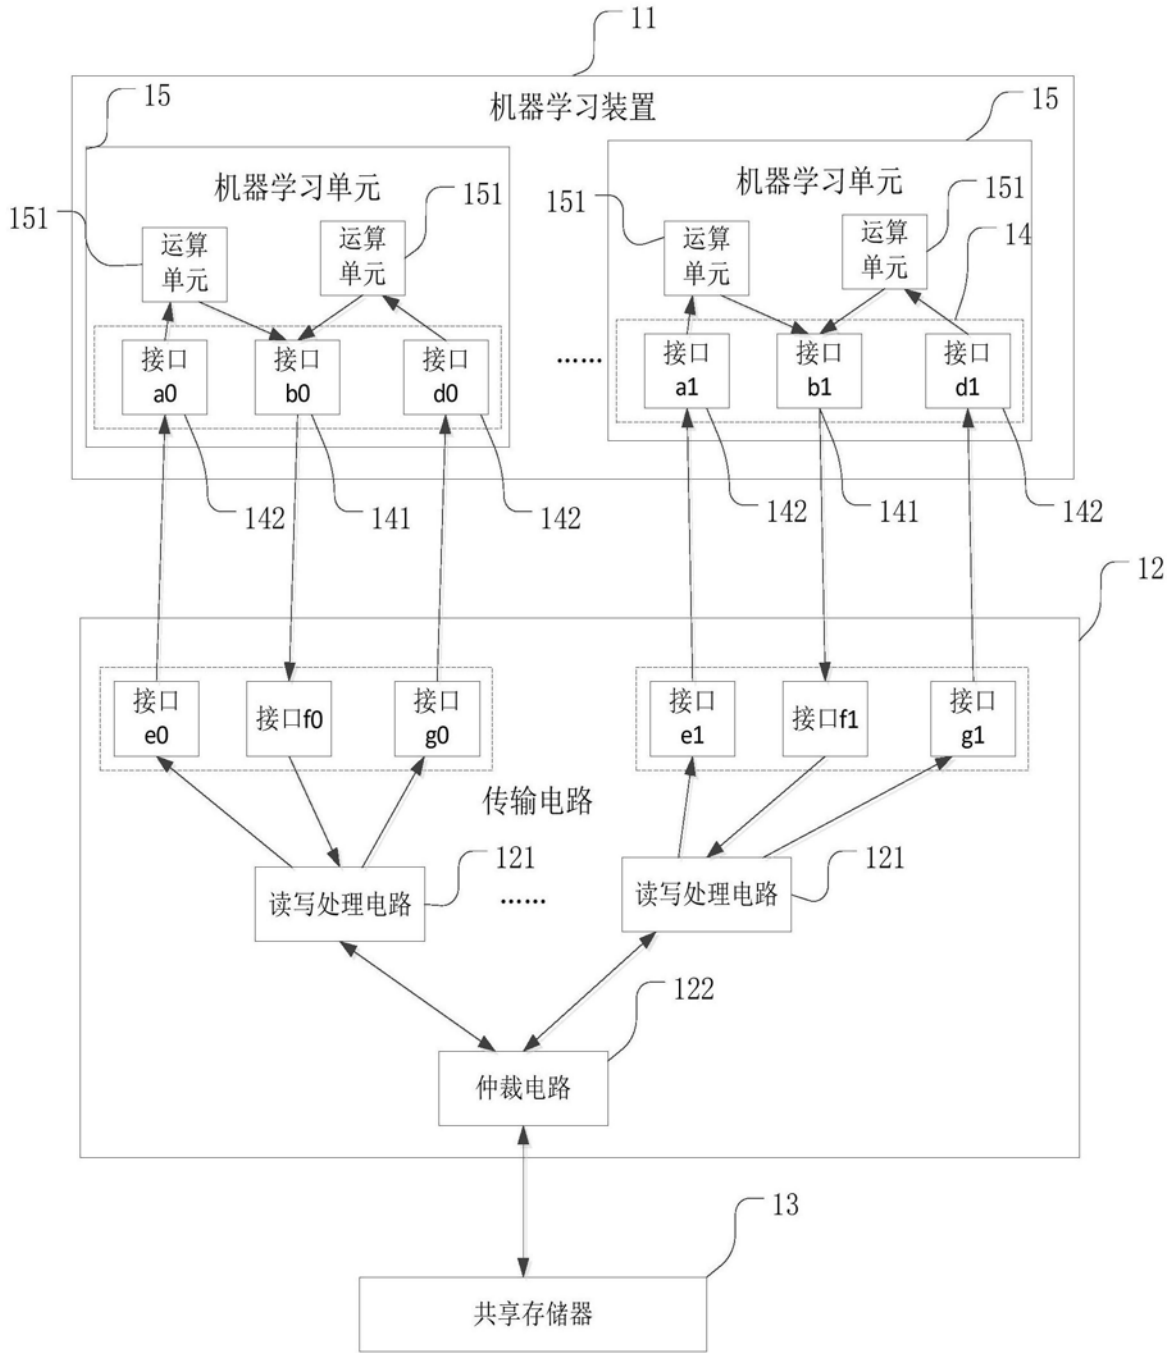 11
机器学习装置
15
15
机器学习单元
机器学习单元
151
运算
单元
运算
单元
151
151
运算
单元
运算
单元
151
14
接口
a0
接口
b0
接口
d0
……
接口
a1
接口
b1
接口
d1
142
141
142
142
141
142
12
接口
e0
接口f0
接口
g0
接口
e1
接口f1
接口
g1
传输电路
读写处理电路
121
……
读写处理电路
121
122
仲裁电路
13
共享存储器